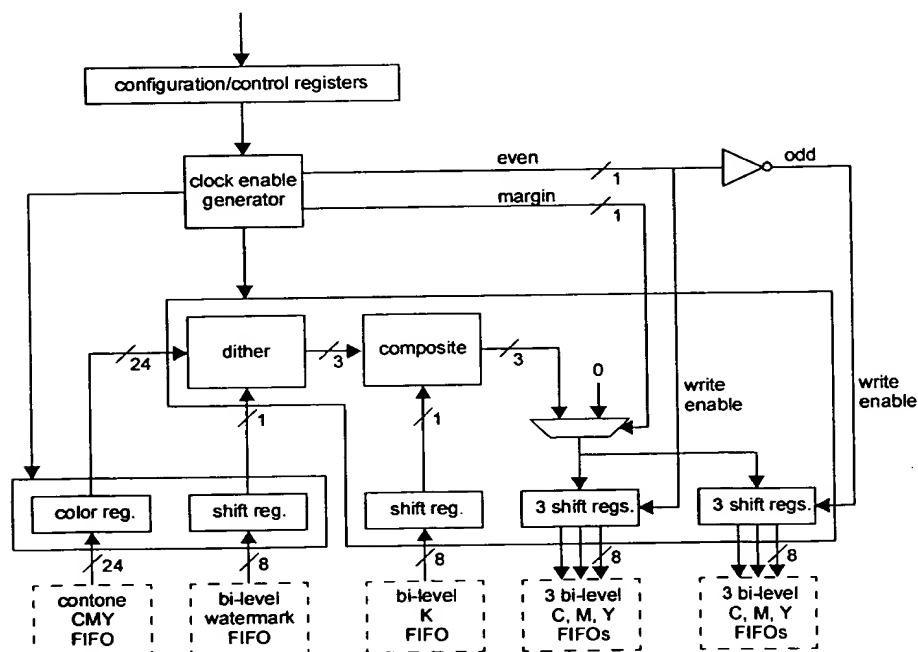 configuration/control registers
clock enable
generator
even
1
odd
margin
1
dither
composite
24
3
3
0
1
1
write
enable
write
enable
color reg.
shift reg.
shift reg.
3 shift regs.
3 shift regs.
24
8
8
8
8
contone
CMY
FIFO
bi-level
watermark
FIFO
bi-level
K
FIFO
3 bi-level
C, M, Y
FIFOs
3 bi-level
C, M, Y
FIFOs